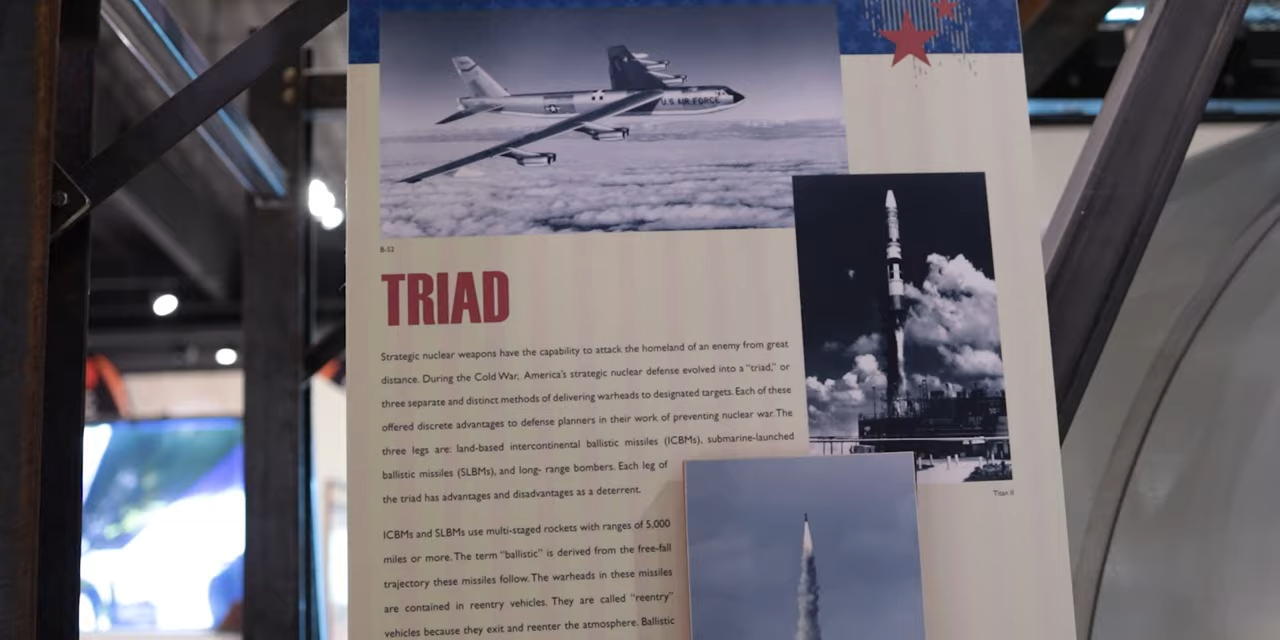 U.S. AIR FORCE
B-52
TRIAD
Strategic nuclear weapons have the capability to attack the homeland of an enemy from great
distance. During the Cold War, America's strategic nuclear defense evolved into a "triad," or
three separate and distinct methods of delivering warheads to designated targets. Each of these
offered discrete advantages to defense planners in their work of preventing nuclear war. The
three legs are: land-based intercontinental ballistic missiles (ICBMs), submarine-launched
ballistic missiles (SLBMs), and long- range bombers. Each leg of
the triad has advantages and disadvantages as a deterrent.
Titan II
ICBMs and SLBMs use multi-staged rockets with ranges of 5,000
miles or more. The term "ballistic" is derived from the free-fall
trajectory these missiles follow. The warheads in these missiles
are contained in reentry vehicles. They are called "reentry"
vehicles because they exit and reenter the atmosphere. Ballistic